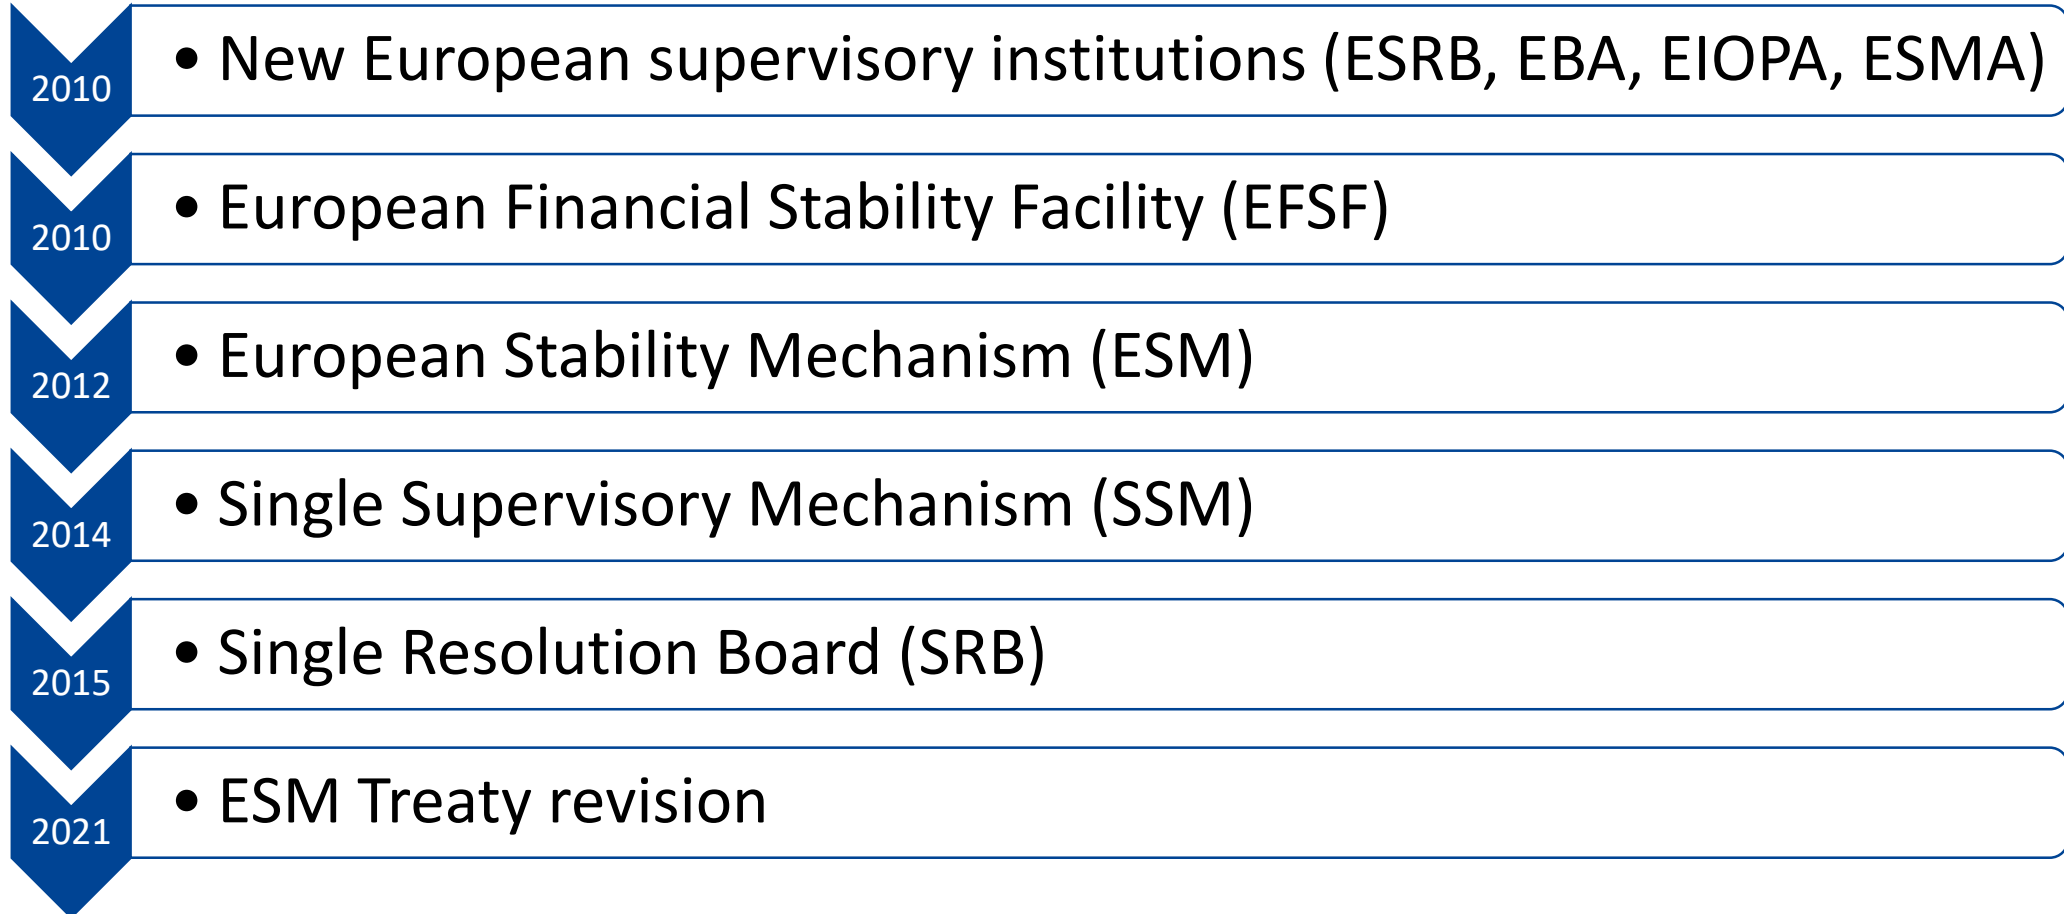 2010
• New European supervisory institutions (ESRB, EBA, EIOPA, ESMA)
2010
• European Financial Stability Facility (EFSF)
2012
• European Stability Mechanism (ESM)
2014
• Single Supervisory Mechanism (SSM)
2015
• Single Resolution Board (SRB)
2021
• ESM Treaty revision